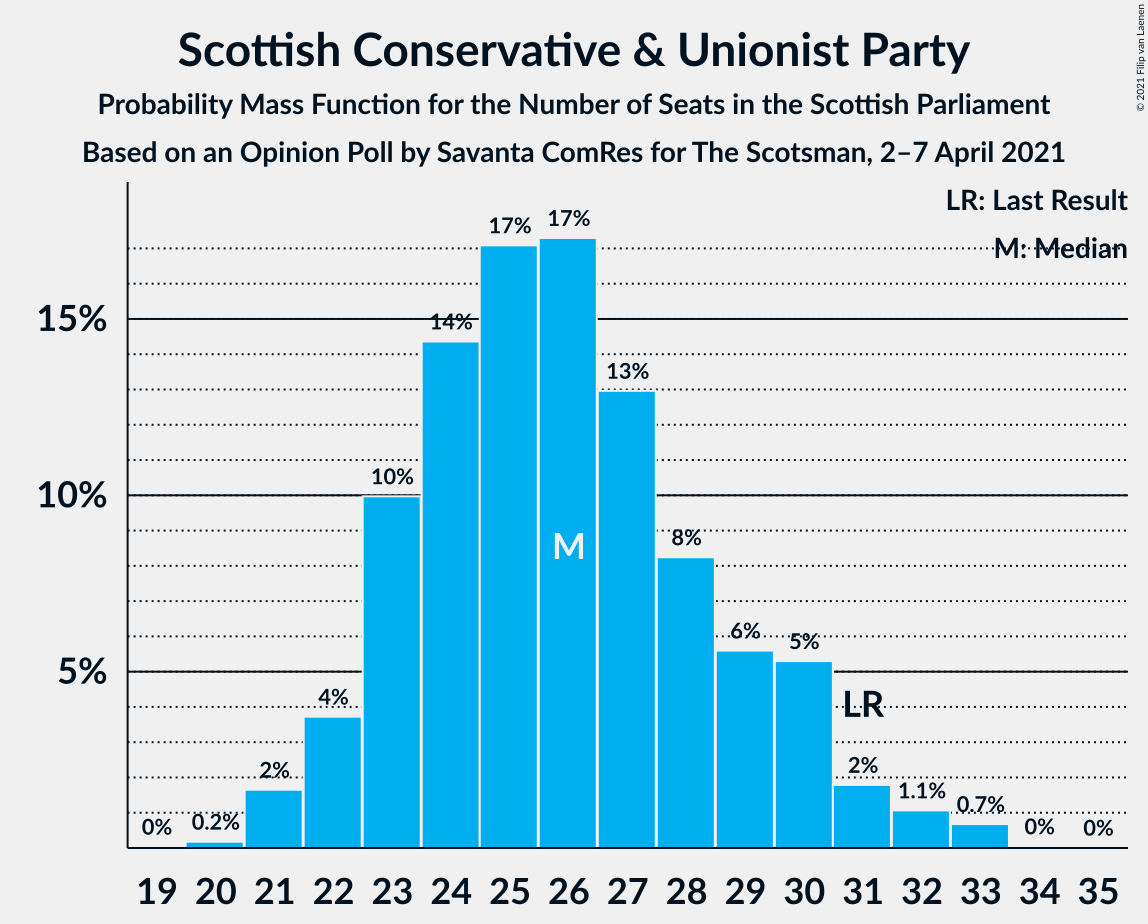 © 2021 Filip van Laenen
Scottish Conservative & Unionist Party
Probability Mass Function for the Number of Seats in the Scottish Parliament
Based on an Opinion Poll by Savanta ComRes for The Scotsman, 2–7 April 2021
LR: Last Result
M: Median
15%
10%
5%
0%
0.2%
2%
4%
10%
14%
17%
17%
13%
8%
6%
5%
2%
1.1%
0.7%
0%
0%
M
LR
19 20 21 22 23 24 25 26 27 28 29 30 31 32 33 34 35